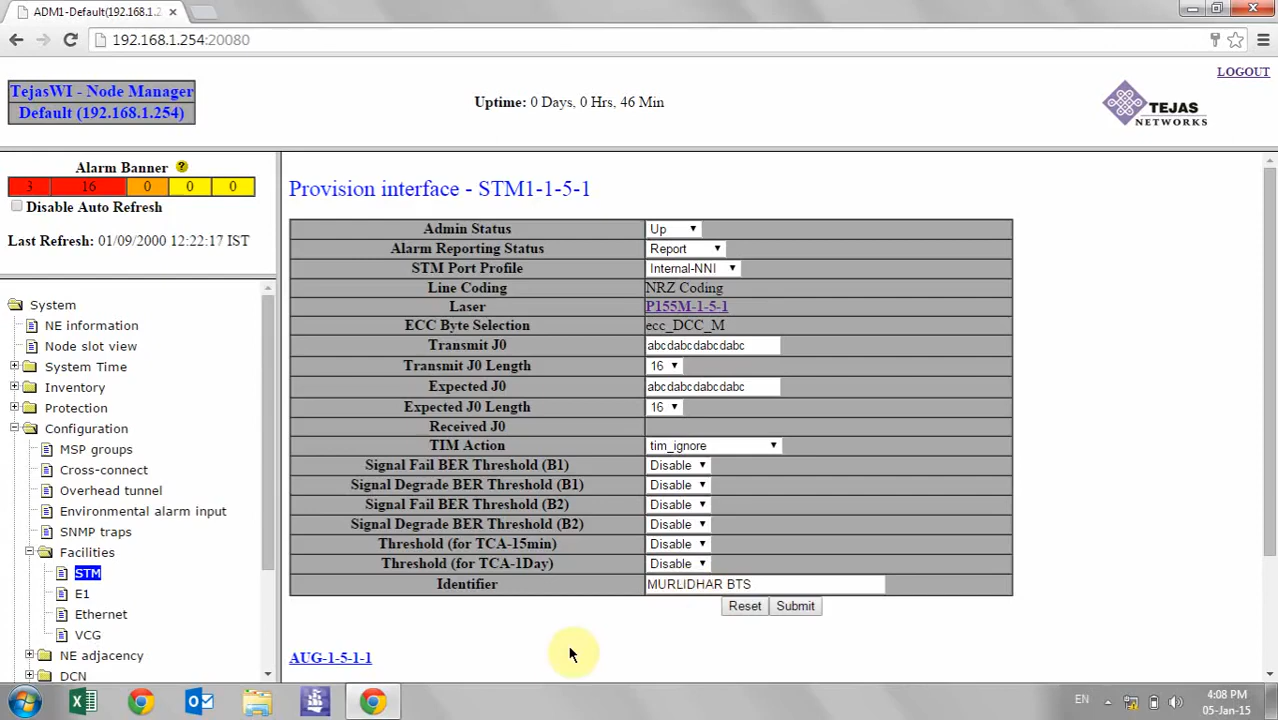 ADM1-Default(192.168.1.2
192.168.1.254:20080
LOGOUT
TejasWI - Node Manager
Default (192.168.1.254)
Uptime: 0 Days, 0 Hrs, 46 Min
TEJAS
NETWORKS
Alarm Banner ?
3 16 0 0 0
Disable Auto Refresh
Last Refresh: 01/09/2000 12:22:17 IST
System
NE information
Node slot view
System Time
Inventory
Protection
Configuration
MSP groups
Cross-connect
Overhead tunnel
Environmental alarm input
SNMP traps
Facilities
STM
E1
Ethernet
VCG
NE adjacency
DCN
Provision interface - STM1-1-5-1
Admin Status Up
Alarm Reporting Status Report
STM Port Profile Internal-NNI
Line Coding NRZ Coding
Laser P155M-1-5-1
ECC Byte Selection ecc_DCC_M
Transmit J0 abcdabcdabcdabc
Transmit J0 Length 16
Expected J0 abcdabcdabcdabc
Expected J0 Length 16
Received J0
TIM Action tim_ignore
Signal Fail BER Threshold (B1) Disable
Signal Degrade BER Threshold (B1) Disable
Signal Fail BER Threshold (B2) Disable
Signal Degrade BER Threshold (B2) Disable
Threshold (for TCA-15min) Disable
Threshold (for TCA-1Day) Disable
Identifier MURLIDHAR BTS
Reset Submit
AUG-1-5-1-1
EN
4:08 PM
05-Jan-15